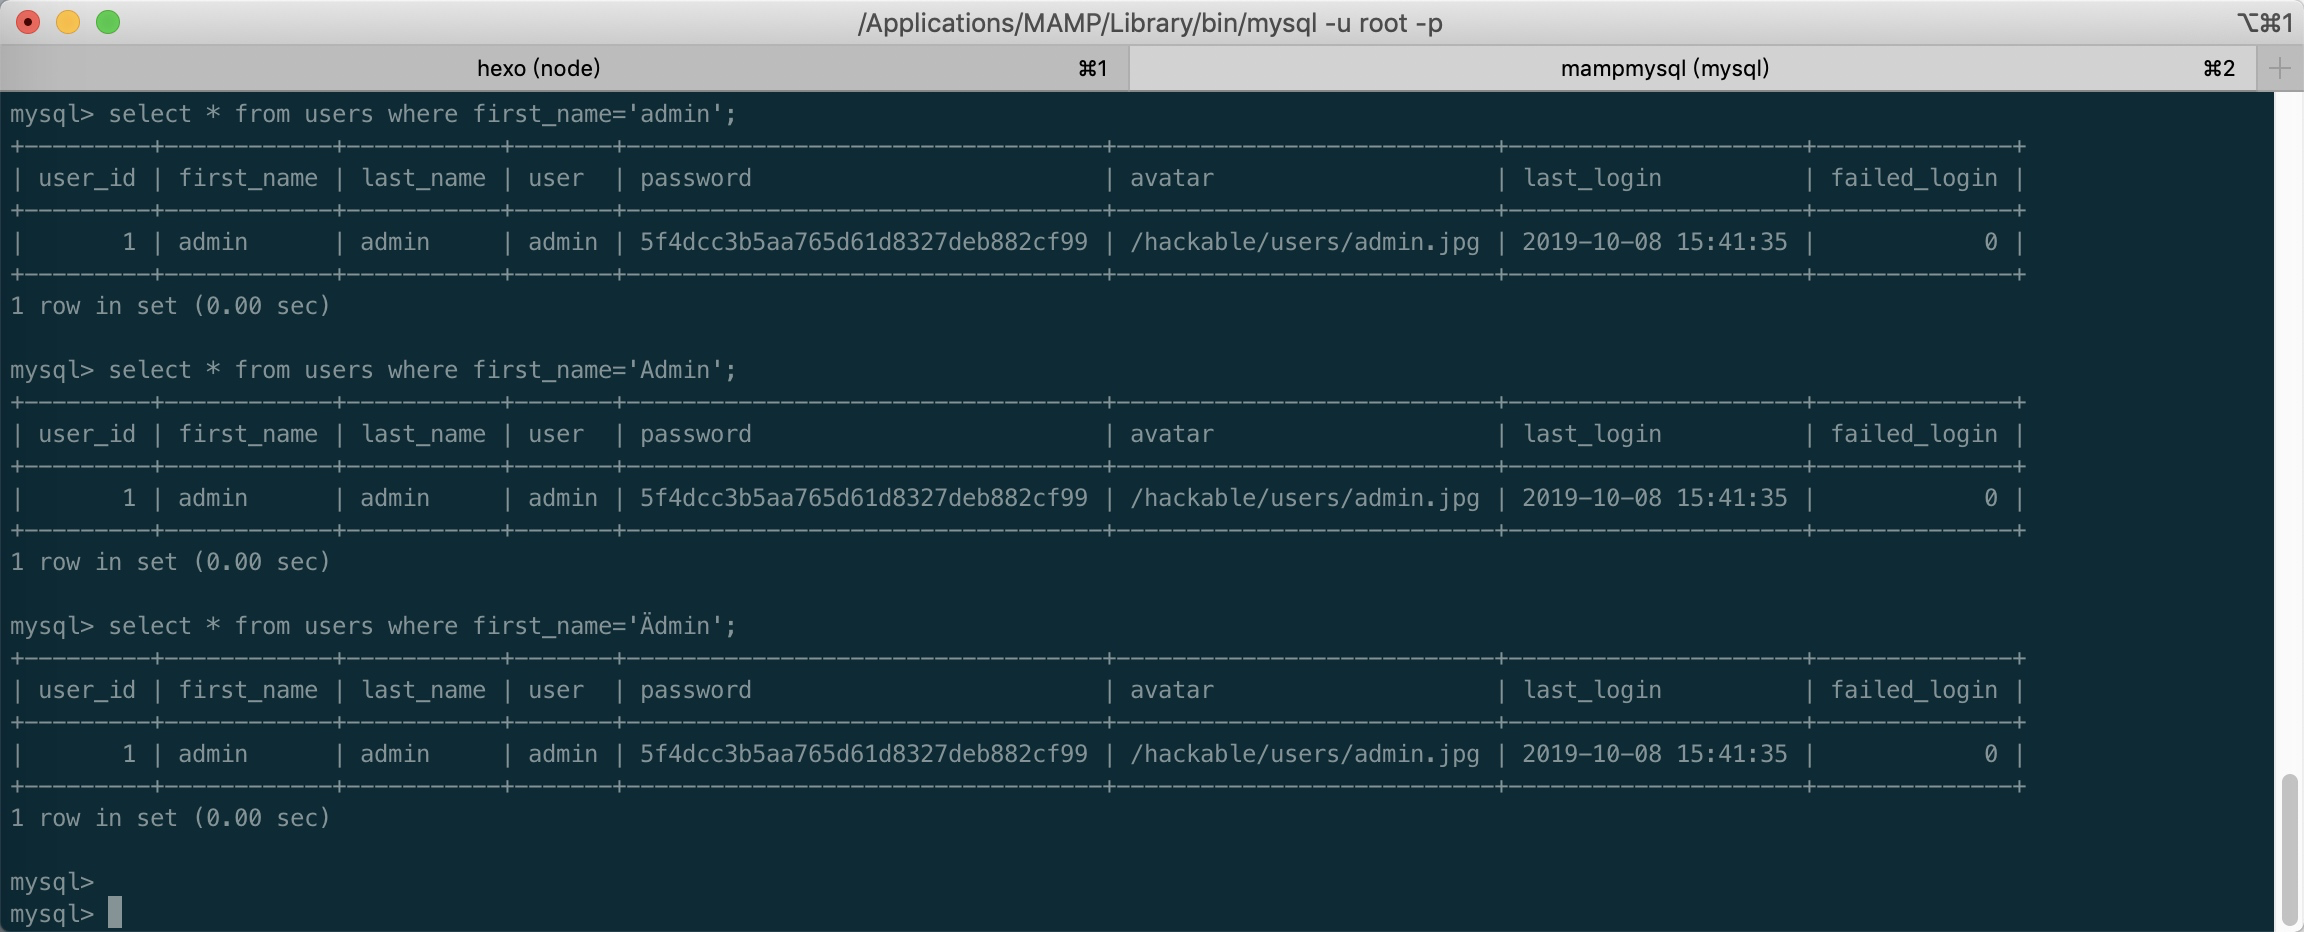 /Applications/MAMP/Library/bin/mysql -u root -p ⌥⌘1
hexo (node) ⌘1 mampmysql (mysql) ⌘2 +
mysql> select * from users where first_name='admin';
+---------+------------+-----------+-------+----------------------------------+---------------------------+---------------------+--------------+
| user_id | first_name | last_name | user  | password                         | avatar                    | last_login          | failed_login |
+---------+------------+-----------+-------+----------------------------------+---------------------------+---------------------+--------------+
|       1 | admin      | admin     | admin | 5f4dcc3b5aa765d61d8327deb882cf99 | /hackable/users/admin.jpg | 2019-10-08 15:41:35 |            0 |
+---------+------------+-----------+-------+----------------------------------+---------------------------+---------------------+--------------+
1 row in set (0.00 sec)
mysql> select * from users where first_name='Admin';
+---------+------------+-----------+-------+----------------------------------+---------------------------+---------------------+--------------+
| user_id | first_name | last_name | user  | password                         | avatar                    | last_login          | failed_login |
+---------+------------+-----------+-------+----------------------------------+---------------------------+---------------------+--------------+
|       1 | admin      | admin     | admin | 5f4dcc3b5aa765d61d8327deb882cf99 | /hackable/users/admin.jpg | 2019-10-08 15:41:35 |            0 |
+---------+------------+-----------+-------+----------------------------------+---------------------------+---------------------+--------------+
1 row in set (0.00 sec)
mysql> select * from users where first_name='Ädmin';
+---------+------------+-----------+-------+----------------------------------+---------------------------+---------------------+--------------+
| user_id | first_name | last_name | user  | password                         | avatar                    | last_login          | failed_login |
+---------+------------+-----------+-------+----------------------------------+---------------------------+---------------------+--------------+
|       1 | admin      | admin     | admin | 5f4dcc3b5aa765d61d8327deb882cf99 | /hackable/users/admin.jpg | 2019-10-08 15:41:35 |            0 |
+---------+------------+-----------+-------+----------------------------------+---------------------------+---------------------+--------------+
1 row in set (0.00 sec)
mysql>
mysql>